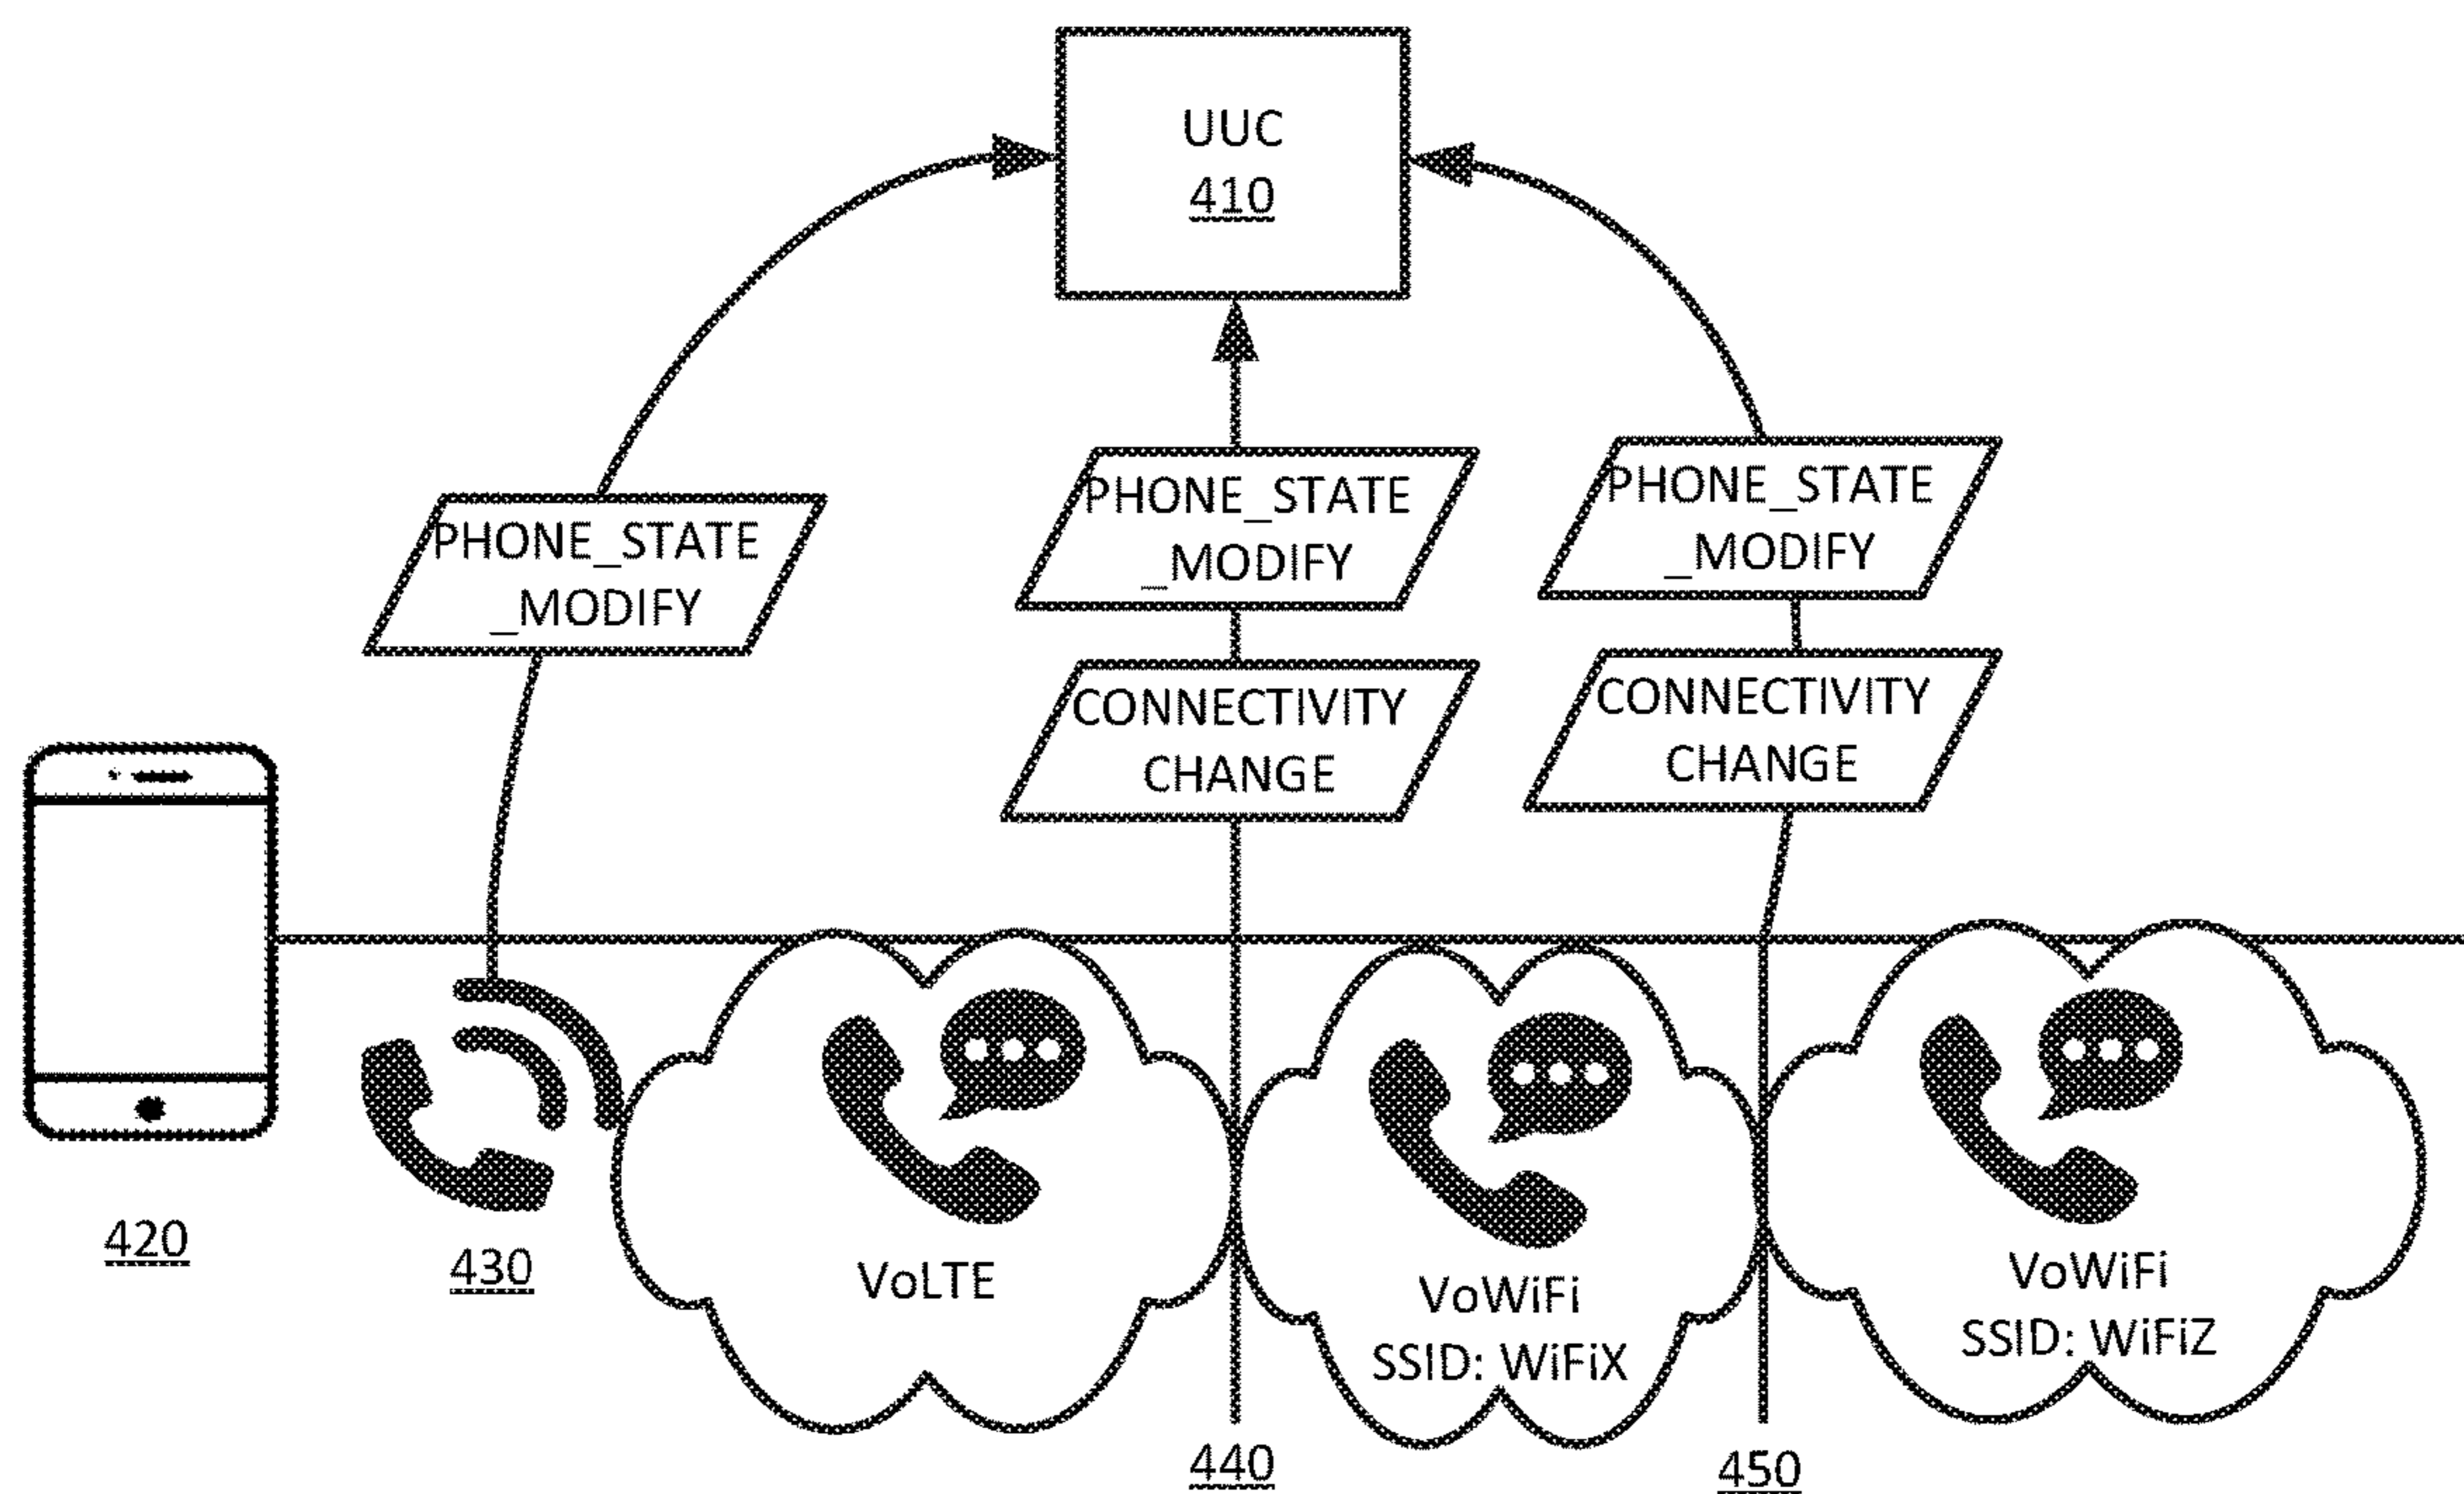 UUC
410
PHONE_STATE
_MODIFY
PHONE_STATE
_MODIFY
PHONE_STATE
_MODIFY
CONNECTIVITY
CHANGE
CONNECTIVITY
CHANGE
420
430
VoLTE
VoWiFi
SSID: WiFiX
VoWiFi
SSID: WiFiZ
440
450